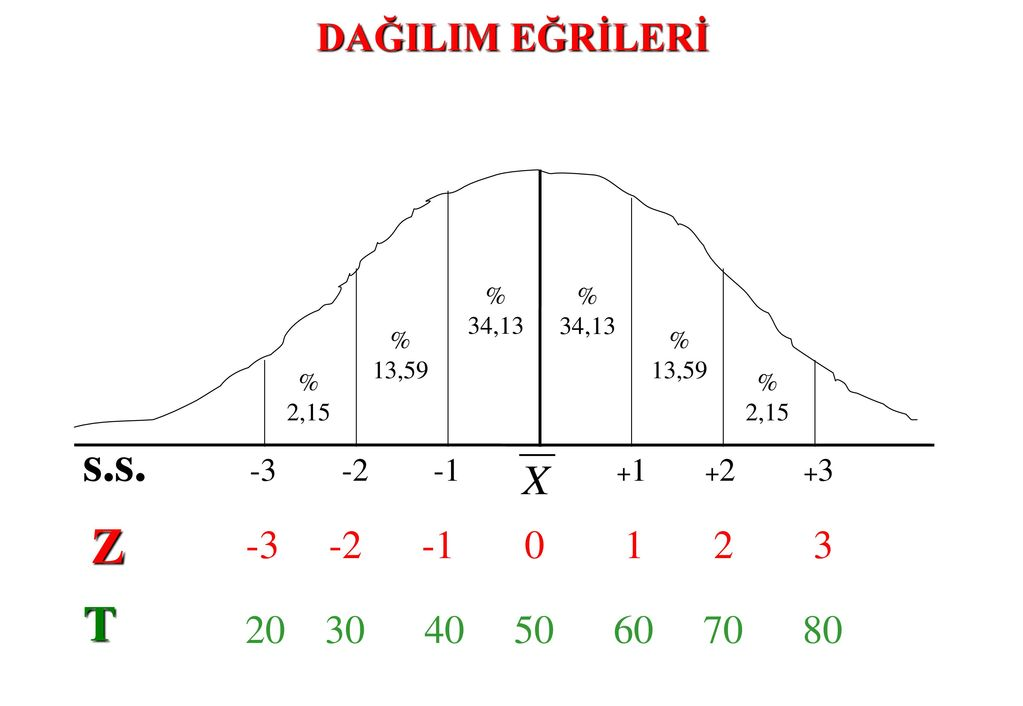 DAĞILIM EĞRİLERİ
% %
34,13 34,13
% %
13,59 13,59
% %
2,15 2,15
s.s. -3 -2 -1 X̅ +1 +2 +3
Z -3 -2 -1 0 1 2 3
T 20 30 40 50 60 70 80